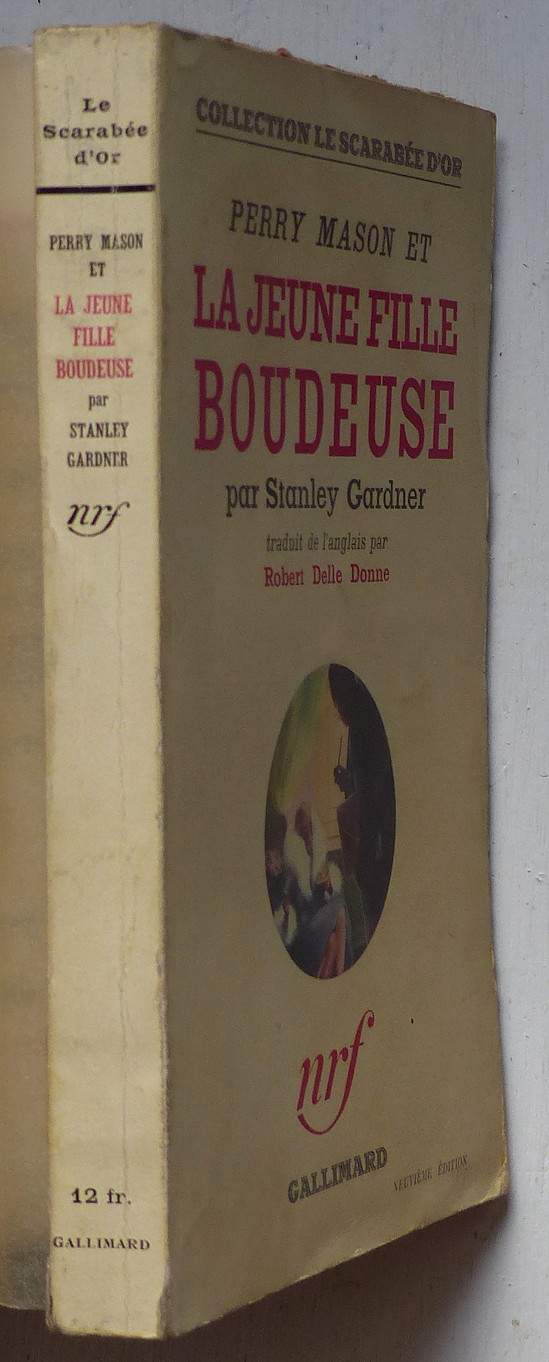 Le
Scarabée
d'Or
PERRY MASON
ET
LA JEUNE
FILLE
BOUDEUSE
par
STANLEY
GARDNER
nrf
12 fr.
GALLIMARD
COLLECTION LE SCARABÉE D'OR
PERRY MASON ET
LA JEUNE FILLE
BOUDEUSE
par Stanley Gardner
traduit de l'anglais par
Robert Delle Donne
nrf
GALLIMARD
NEUVIÈME ÉDITION